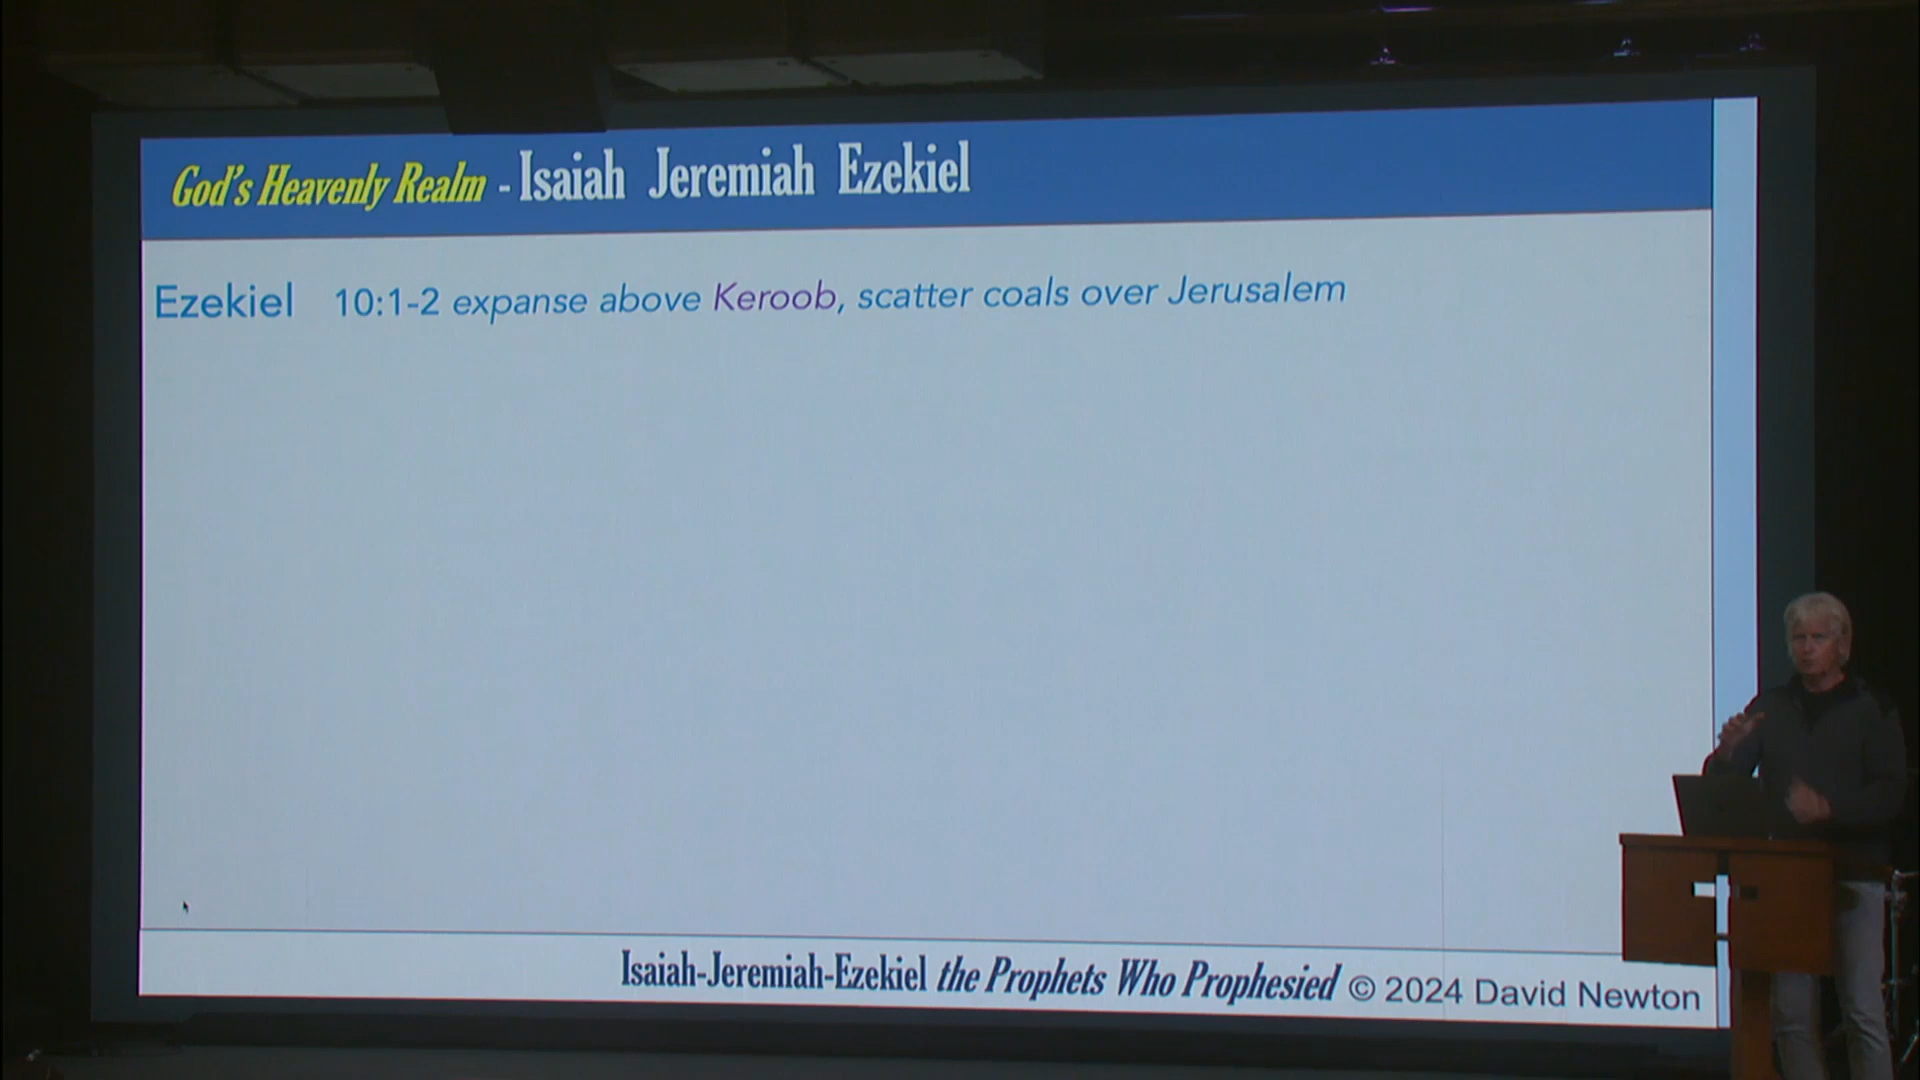 God's Heavenly Realm - Isaiah Jeremiah Ezekiel
Ezekiel 10:1-2 expanse above Keroob, scatter coals over Jerusalem
Isaiah-Jeremiah-Ezekiel the Prophets Who Prophesied © 2024 David Newton